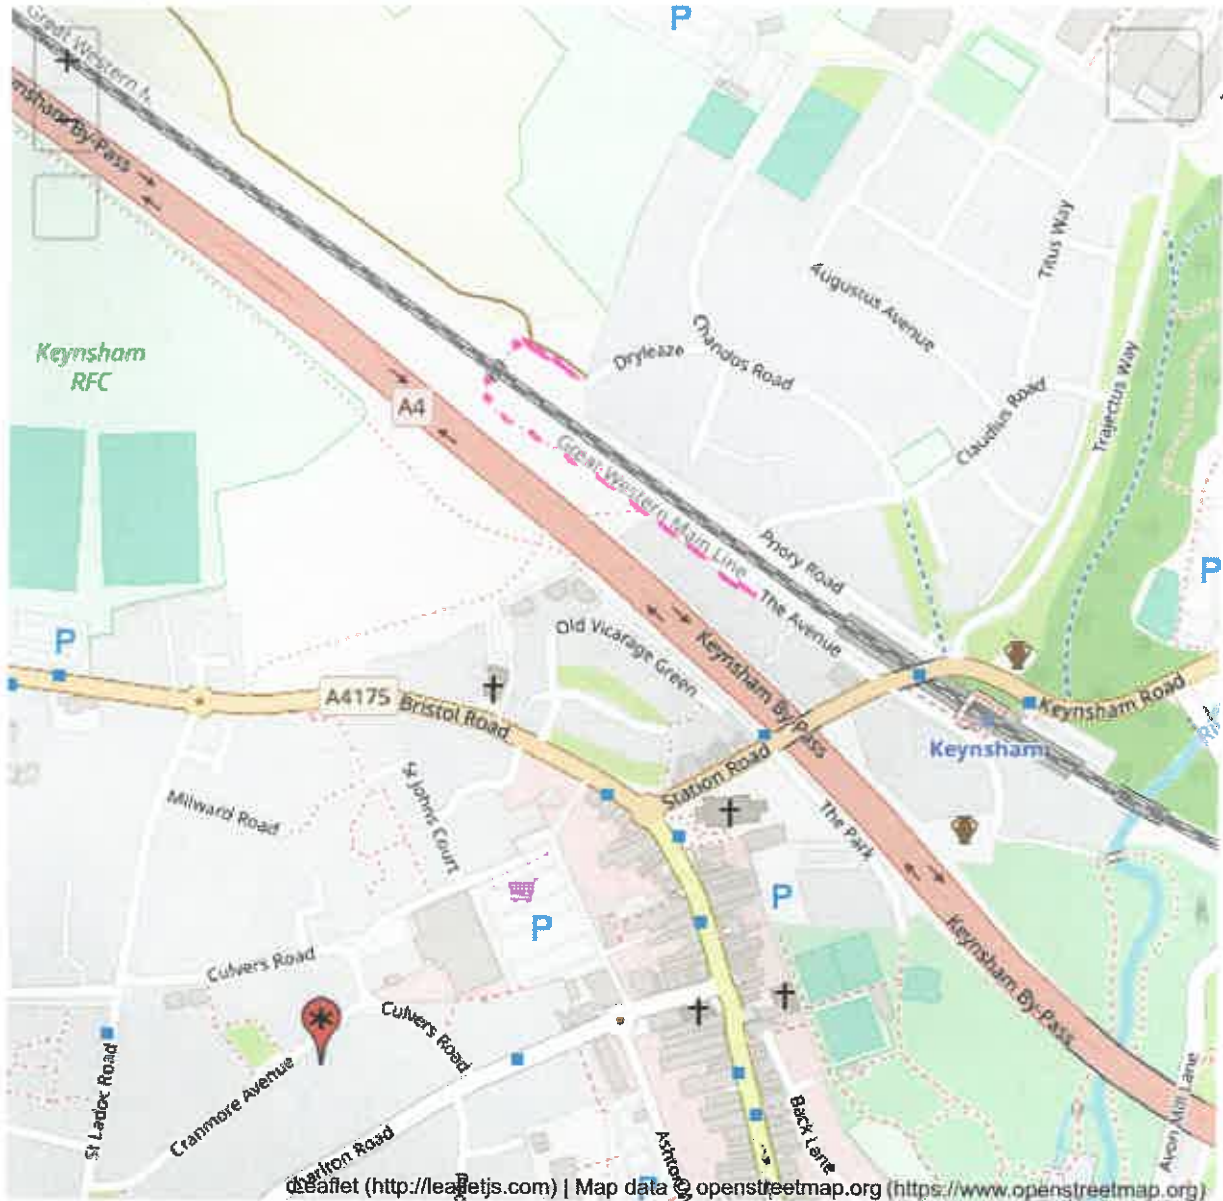 P
Great Western
By-Pass
Titus Way
Augustus Avenue
Keynsham
RFC
Dryleaze
Chandos Road
A4
Trajectus Way
Claudius Road
Great Western Main Line
Priory Road
P
The Avenue
Old Vicarage Green
P
Keynsham By-Pass
A4175
Bristol Road
Keynsham Road
Keynsham
Station Road
Milward Road
St Johns Court
The Park
P
P
Keynsham By-Pass
Culvers Road
Culvers Road
St Ladoc Road
Cranmore Avenue
Back Lane
Avon Mill Lane
Road
Leaflet (http://leafletjs.com) | Map data © openstreetmap.org (https://www.openstreetmap.org)